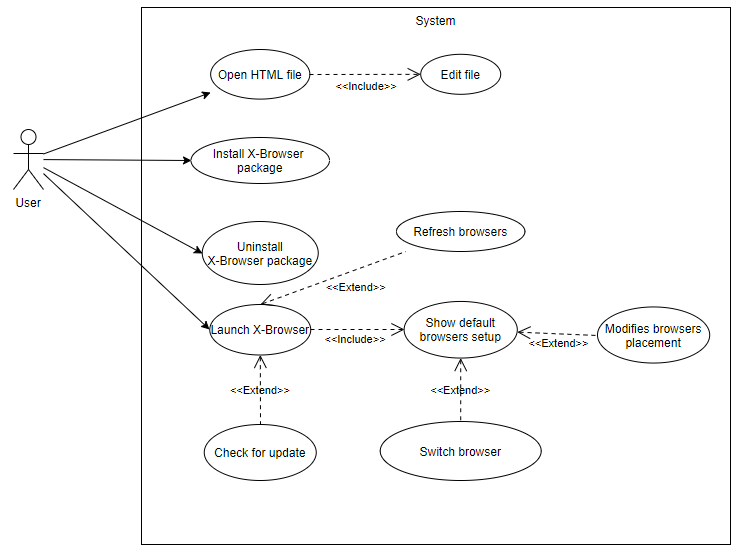 System
Open HTML file
<<Include>>
Edit file
Install X-Browser
package
User
Refresh browsers
Uninstall
X-Browser package
<<Extend>>
Launch X-Browser
<<Include>>
Show default
browsers setup
<<Extend>>
Modifies browsers
placement
<<Extend>>
<<Extend>>
Check for update
Switch browser